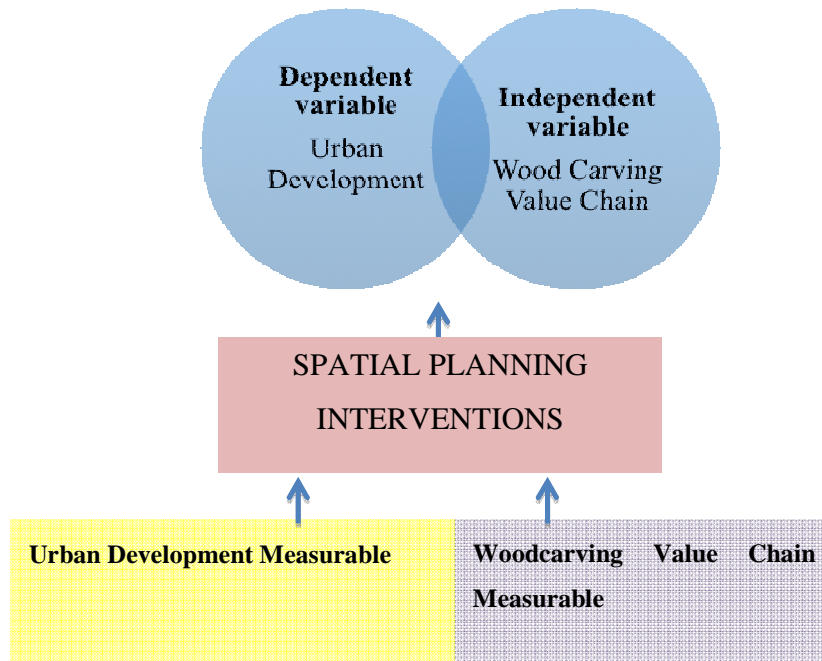 Dependent
variable
Urban
Development
Independent
variable
Wood Carving
Value Chain
SPATIAL PLANNING
INTERVENTIONS
Urban Development Measurable
Woodcarving Value Chain
Measurable